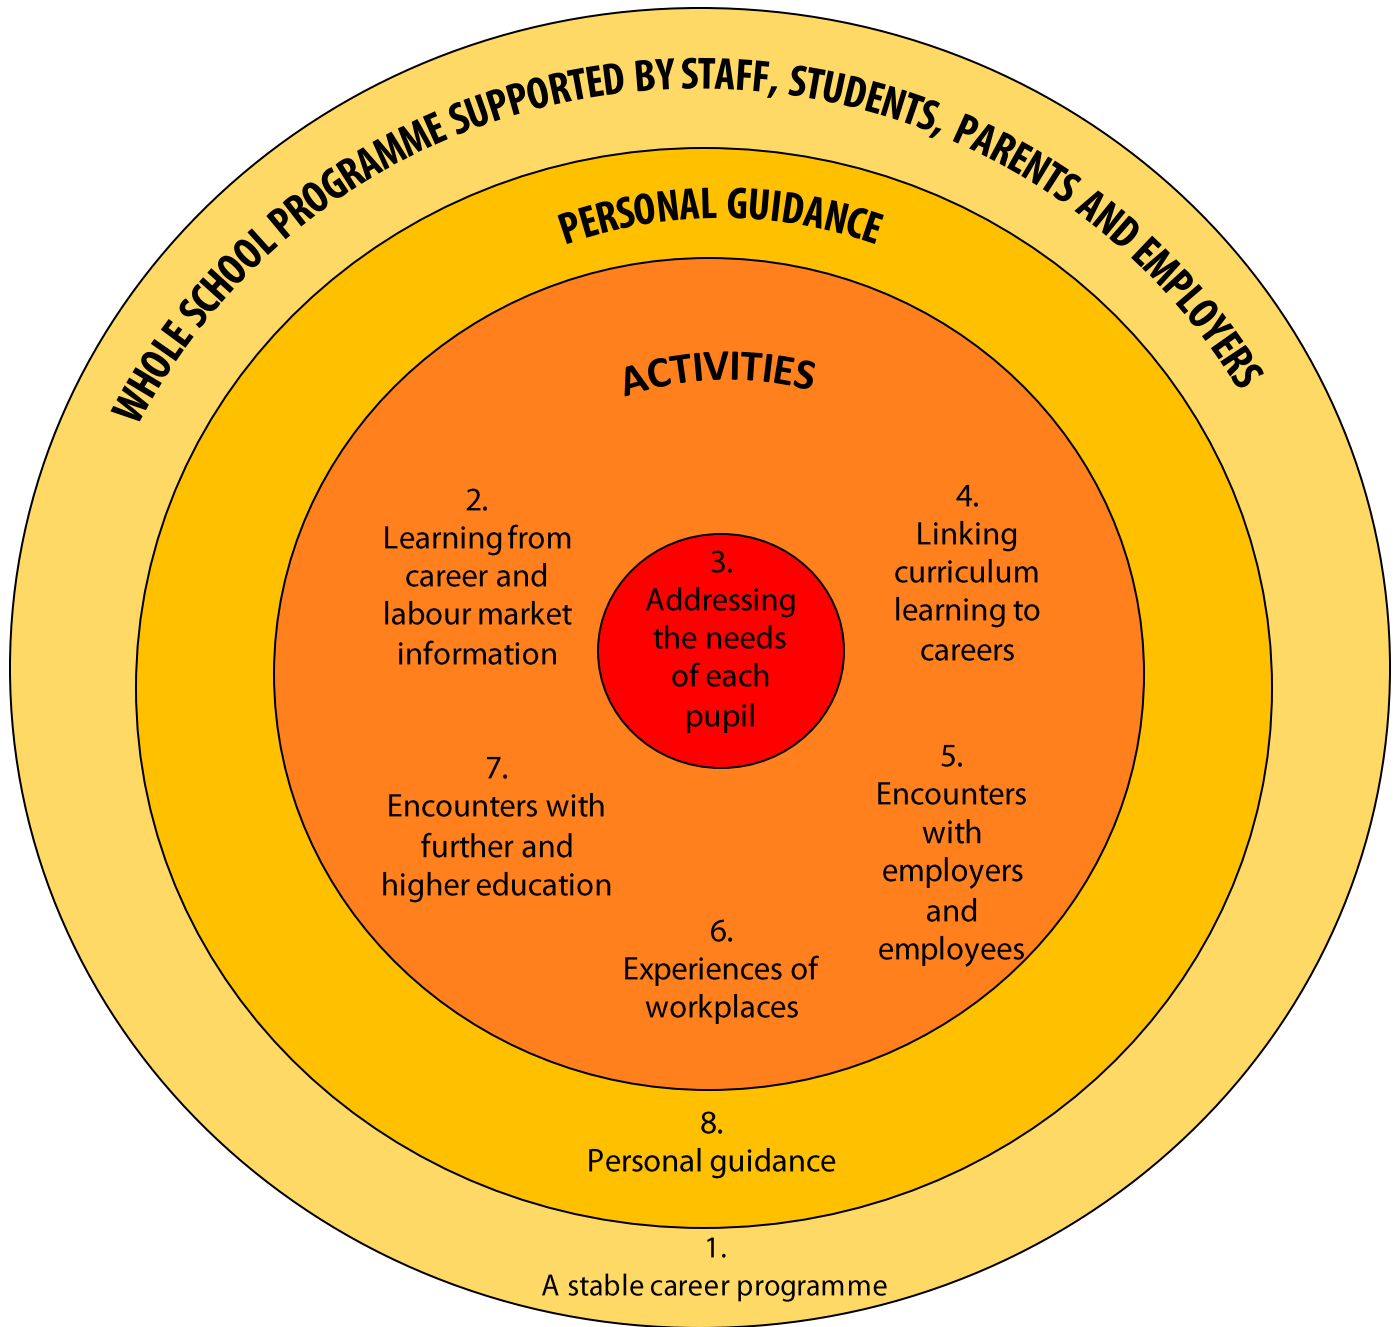 WHOLE SCHOOL PROGRAMME SUPPORTED BY STAFF, STUDENTS, PARENTS AND EMPLOYERS
PERSONAL GUIDANCE
ACTIVITIES
2.
Learning from
career and
labour market
information
3.
Addressing
the needs
of each
pupil
4.
Linking
curriculum
learning to
careers
7.
Encounters with
further and
higher education
5.
Encounters
with
employers
and
employees
6.
Experiences of
workplaces
8.
Personal guidance
1.
A stable career programme